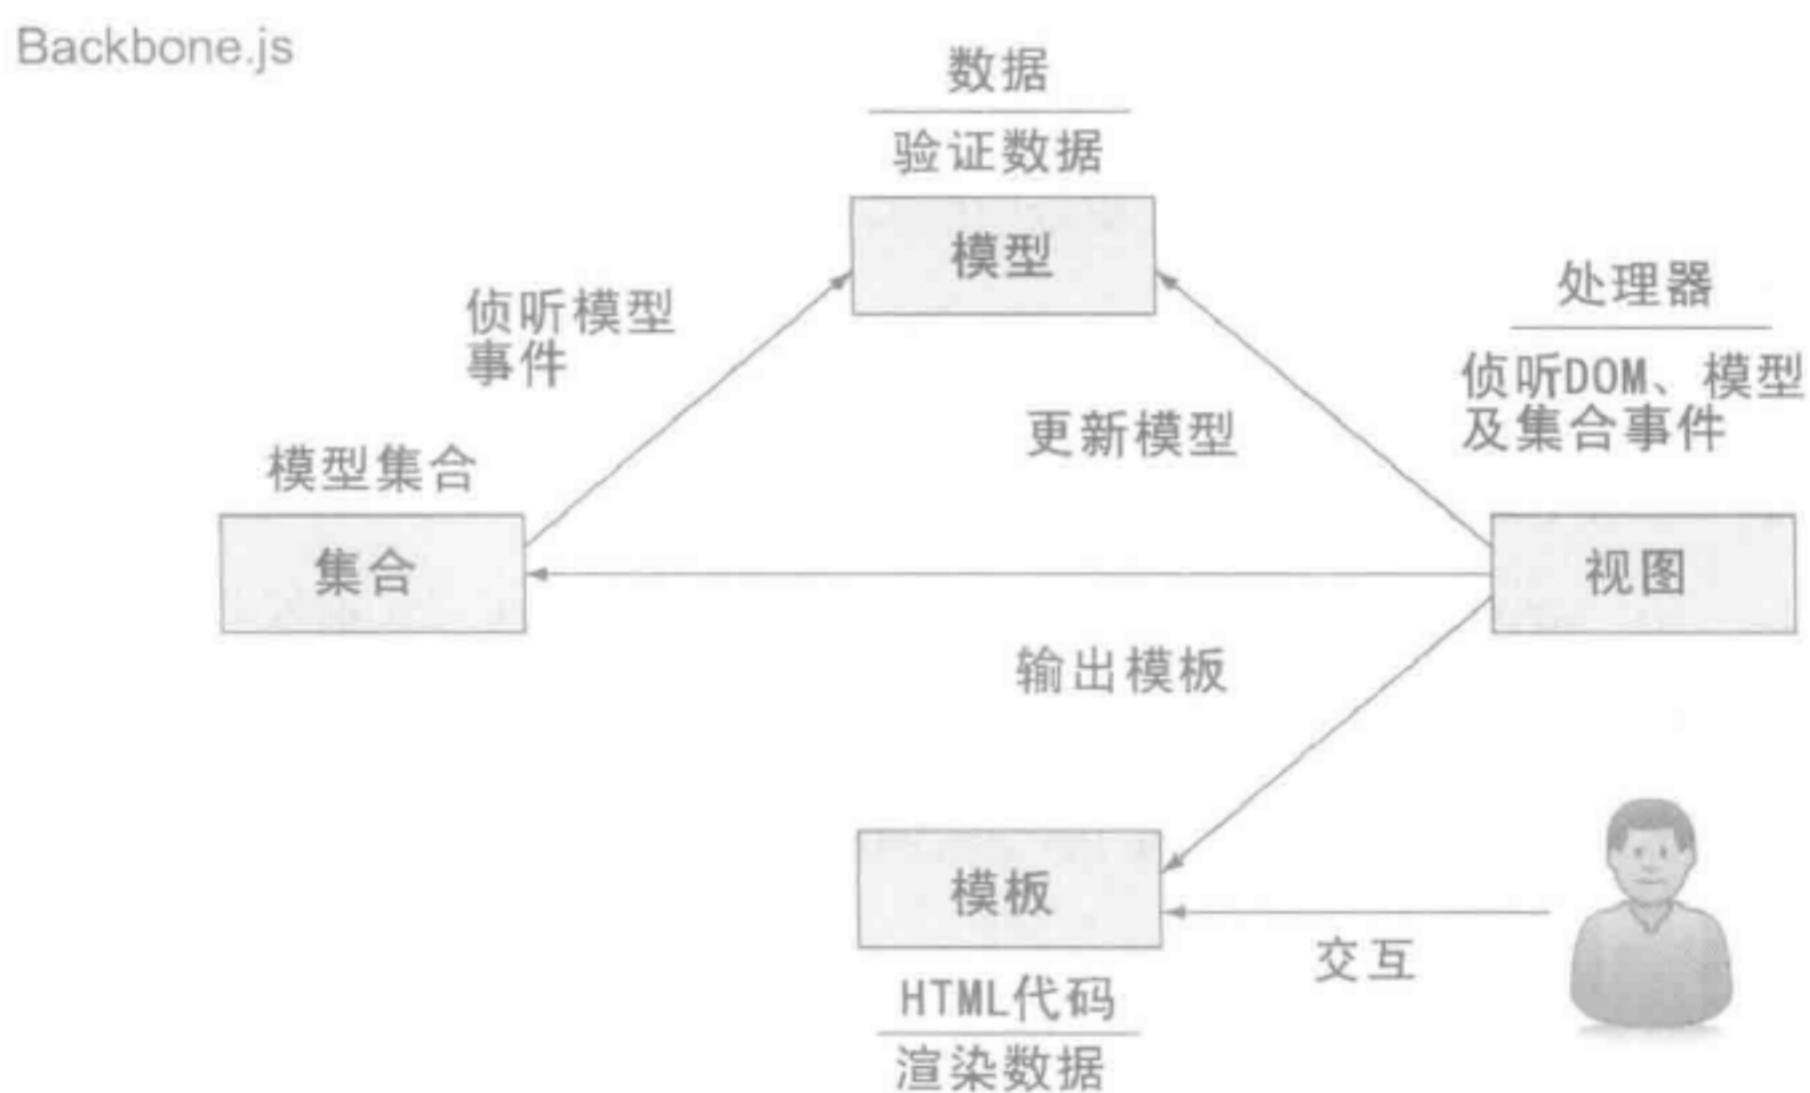 Backbone.js
数据
验证数据
模型
侦听模型
事件
处理器
侦听DOM、模型
及集合事件
更新模型
模型集合
集合
视图
输出模板
模板
交互
HTML代码
渲染数据